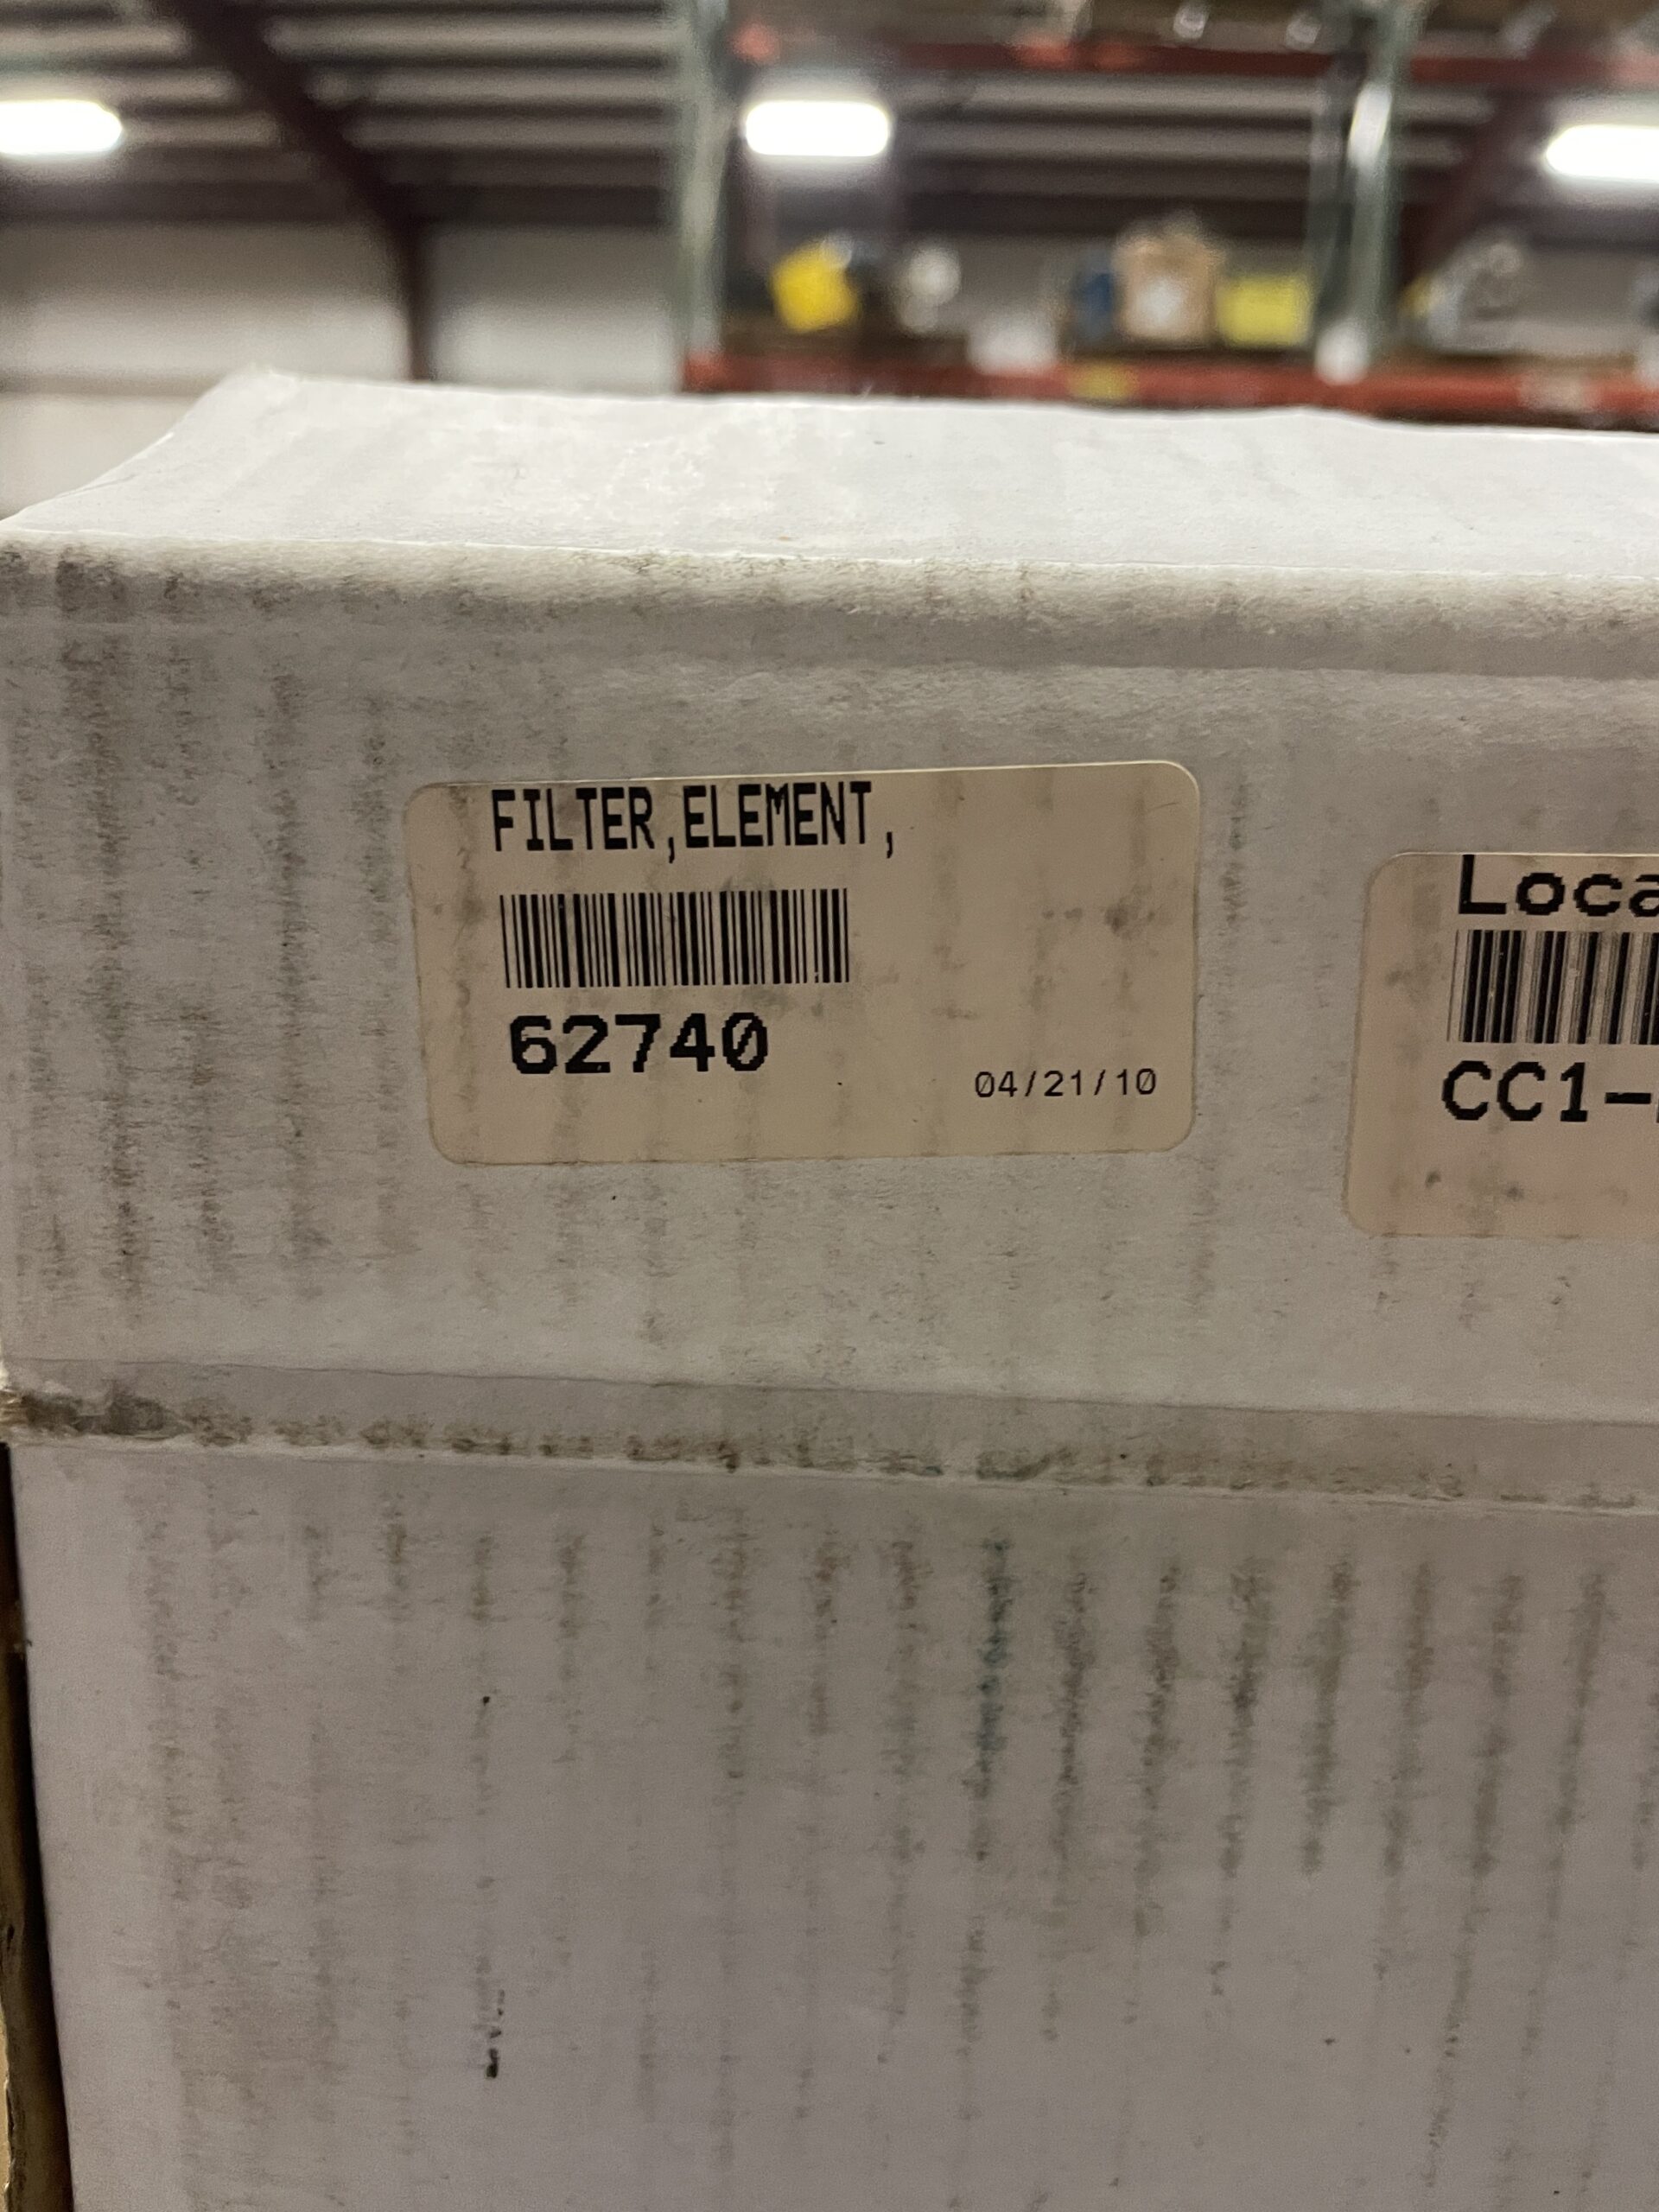 FILTER,ELEMENT,
62740
04/21/10
Loca
CC1-